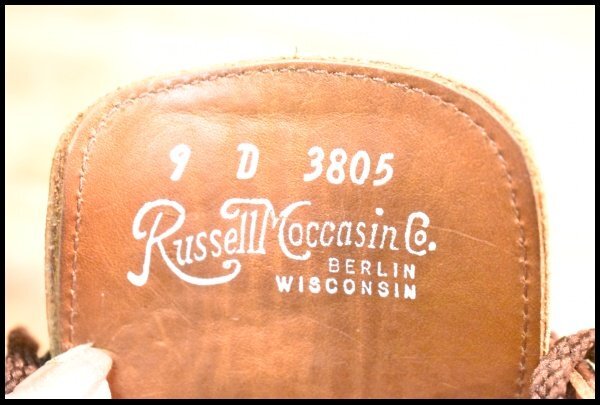 9 D 3805
Russell Moccasin Co.
BERLIN
WISCONSIN